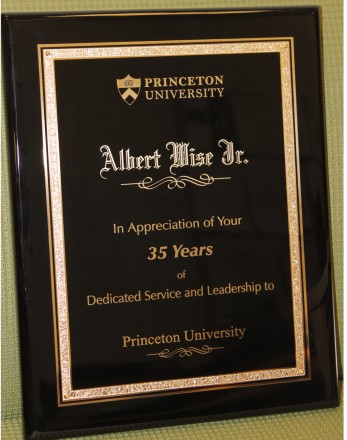 PRINCETON
UNIVERSITY
Albert Wise Jr.
In Appreciation of Your
35 Years
of
Dedicated Service and Leadership to
Princeton University